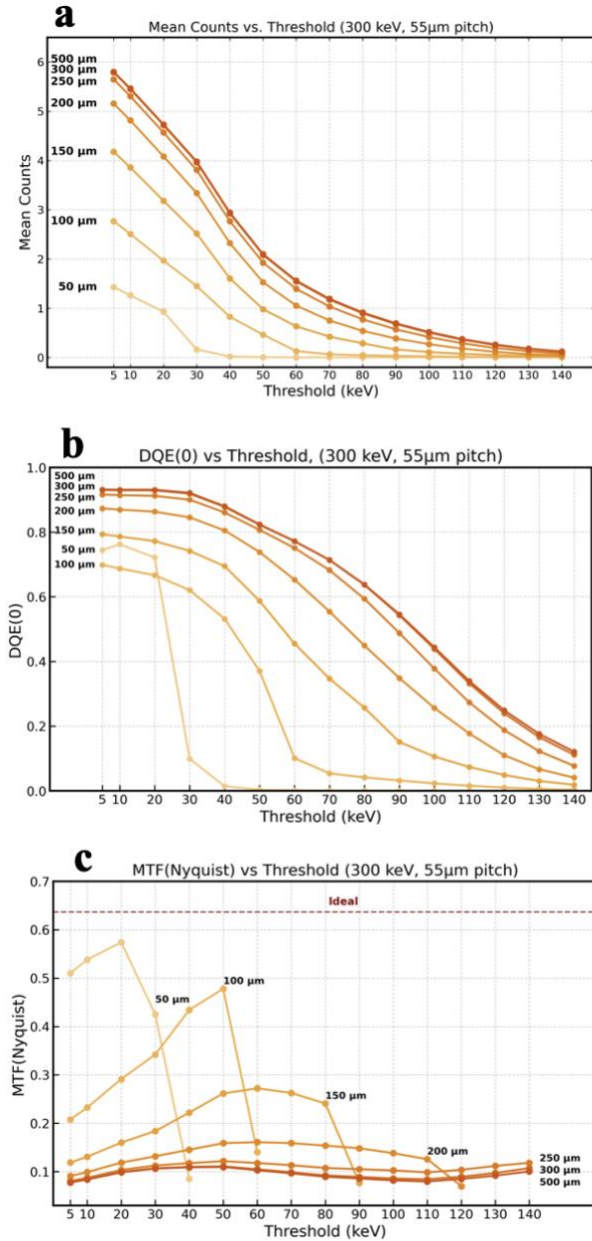 a
Mean Counts vs. Threshold (300 keV, 55μm pitch)
Mean Counts
6
5
4
3
2
1
0
500 μm
300 μm
250 μm
200 μm
150 μm
100 μm
50 μm
5 10 20 30 40 50 60 70 80 90 100 110 120 130 140
Threshold (keV)
b
DQE(0) vs Threshold, (300 keV, 55μm pitch)
DQE(0)
1.0
0.8
0.6
0.4
0.2
0.0
500 μm
300 μm
250 μm
200 μm
150 μm
50 μm
100 μm
5 10 20 30 40 50 60 70 80 90 100 110 120 130 140
Threshold (keV)
c
MTF(Nyquist) vs Threshold (300 keV, 55μm pitch)
MTF(Nyquist)
0.7
0.6
0.5
0.4
0.3
0.2
0.1
Ideal
50 μm
100 μm
150 μm
200 μm
250 μm
300 μm
500 μm
5 10 20 30 40 50 60 70 80 90 100 110 120 130 140
Threshold (keV)